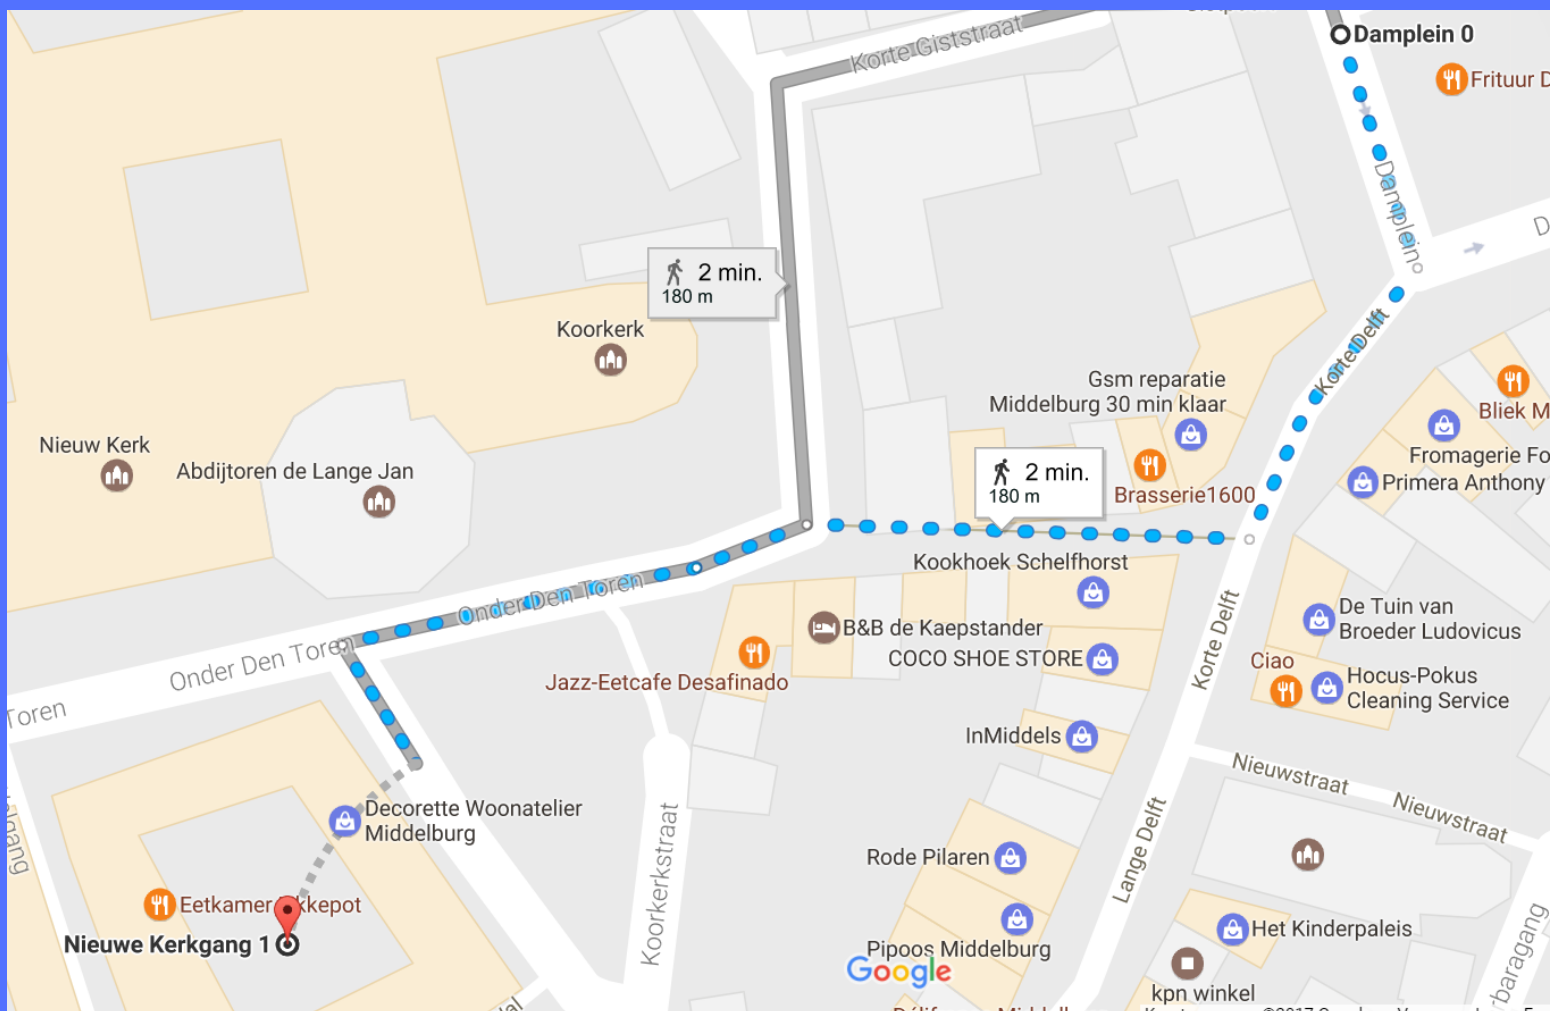 Korte Giststraat
Damplein 0
Frituur D
Damplein
D
2 min.
180 m
Koorkerk
Korte Delft
Gsm reparatie
Middelburg 30 min klaar
Bliek M
Nieuw Kerk
Abdijtoren de Lange Jan
2 min.
180 m
Brasserie1600
Fromagerie Fo
Primera Anthony
Kookhoek Schelfhorst
Onder Den Toren
Korte Delft
De Tuin van
Broeder Ludovicus
B&B de Kaepstander
COCO SHOE STORE
Onder Den Toren
Jazz-Eetcafe Desafinado
Ciao
Hocus-Pokus
Cleaning Service
Toren
InMiddels
Nieuwstraat
Nieuwstraat
Decorette Woonatelier
Middelburg
Koorkerkstraat
Lange Delft
Rode Pilaren
Eetkamer
Nieuwe Kerkgang 1
Pipoos Middelburg
Het Kinderpaleis
Google
kpn winkel
rbaragang